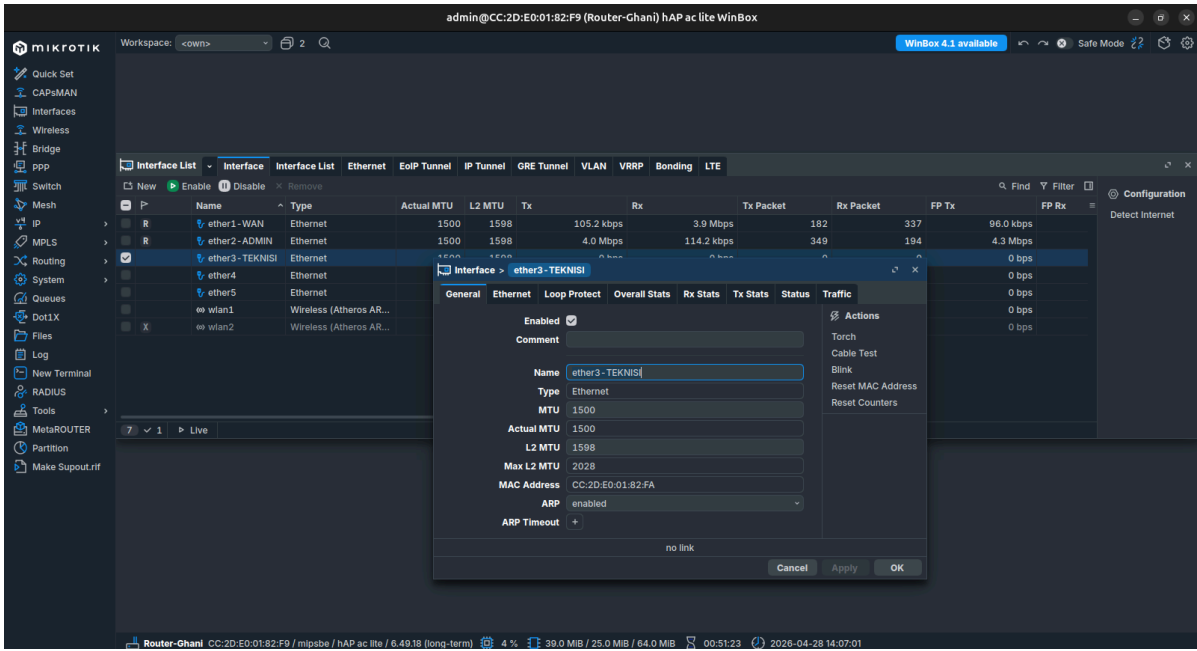 admin@CC:2D:E0:01:82:F9 (Router-Ghani) hAP ac lite WinBox
MIKROTIK
Workspace: <own> 2 WinBox 4.1 available Safe Mode
Quick Set
CAPsMAN
Interfaces
Wireless
Bridge
PPP
Switch
Mesh
IP
MPLS
Routing
System
Queues
Dot1X
Files
Log
New Terminal
RADIUS
Tools
MetaROUTER
Partition
Make Supout.rif
Interface List Interface Interface List Ethernet EoIP Tunnel IP Tunnel GRE Tunnel VLAN VRRP Bonding LTE
New Enable Disable Remove Find Filter
Name Type Actual MTU L2 MTU Tx Rx Tx Packet Rx Packet FP Tx FP Rx
R ether1-WAN Ethernet 1500 1598 105.2 kbps 3.9 Mbps 182 337 96.0 kbps
R ether2-ADMIN Ethernet 1500 1598 4.0 Mbps 114.2 kbps 349 194 4.3 Mbps
ether3-TEKNISI Ethernet 1500 1598 0 bps 0 bps 0 0 0 bps
ether4 Ethernet 0 bps
ether5 Ethernet 0 bps
wlan1 Wireless (Atheros AR... 0 bps
X wlan2 Wireless (Atheros AR... 0 bps
7 1 Live
Configuration
Detect Internet
Interface > ether3-TEKNISI
General Ethernet Loop Protect Overall Stats Rx Stats Tx Stats Status Traffic
Enabled
Comment
Name ether3-TEKNISI
Type Ethernet
MTU 1500
Actual MTU 1500
L2 MTU 1598
Max L2 MTU 2028
MAC Address CC:2D:E0:01:82:FA
ARP enabled
ARP Timeout +
Actions
Torch
Cable Test
Blink
Reset MAC Address
Reset Counters
no link
Cancel Apply OK
Router-Ghani CC:2D:E0:01:82:F9 / mipsbe / hAP ac lite / 6.49.18 (long-term) 4 % 39.0 MiB / 25.0 MiB / 64.0 MiB 00:51:23 2026-04-28 14:07:01